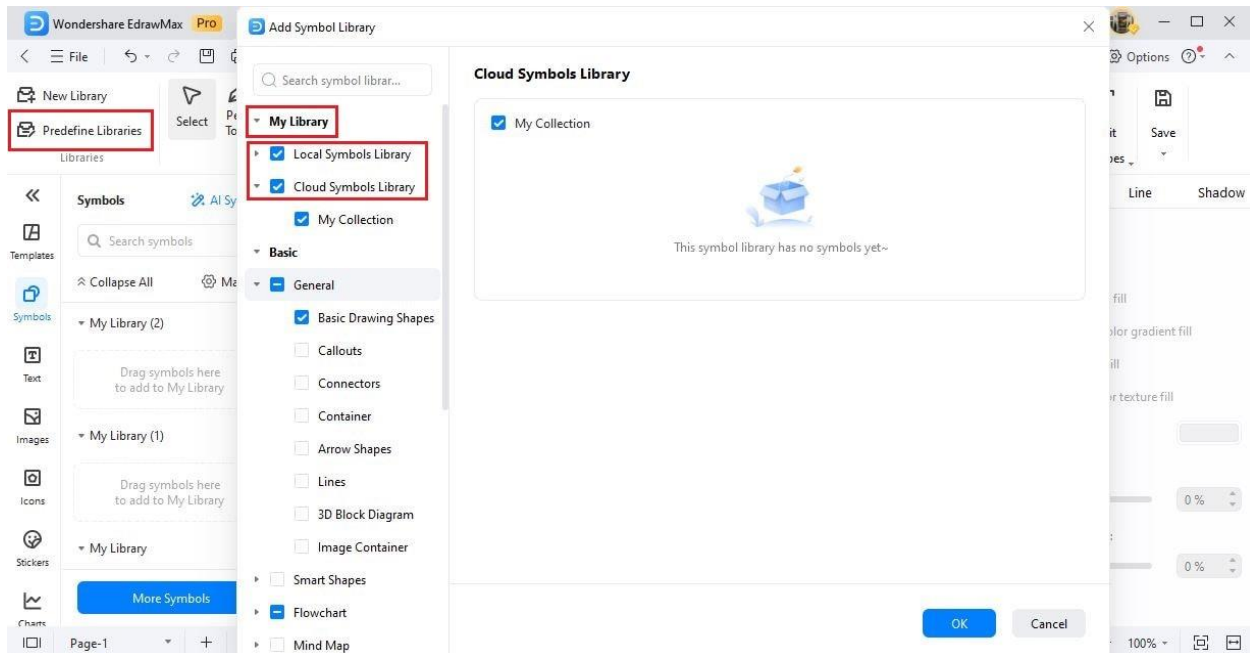 Wondershare EdrawMax Pro
File
Options
New Library
Predefine Libraries
Libraries
Select
Save
Symbols
Search symbols
Collapse All
My Library (2)
Drag symbols here
to add to My Library
My Library (1)
Drag symbols here
to add to My Library
My Library
More Symbols
Templates
Symbols
Text
Images
Icons
Stickers
Charts
Page-1
Add Symbol Library
Search symbol librar...
My Library
Local Symbols Library
Cloud Symbols Library
My Collection
Basic
General
Basic Drawing Shapes
Callouts
Connectors
Container
Arrow Shapes
Lines
3D Block Diagram
Image Container
Smart Shapes
Flowchart
Mind Map
Cloud Symbols Library
My Collection
This symbol library has no symbols yet~
OK
Cancel
Line
Shadow
fill
gradient fill
texture fill
0 %
0 %
100%